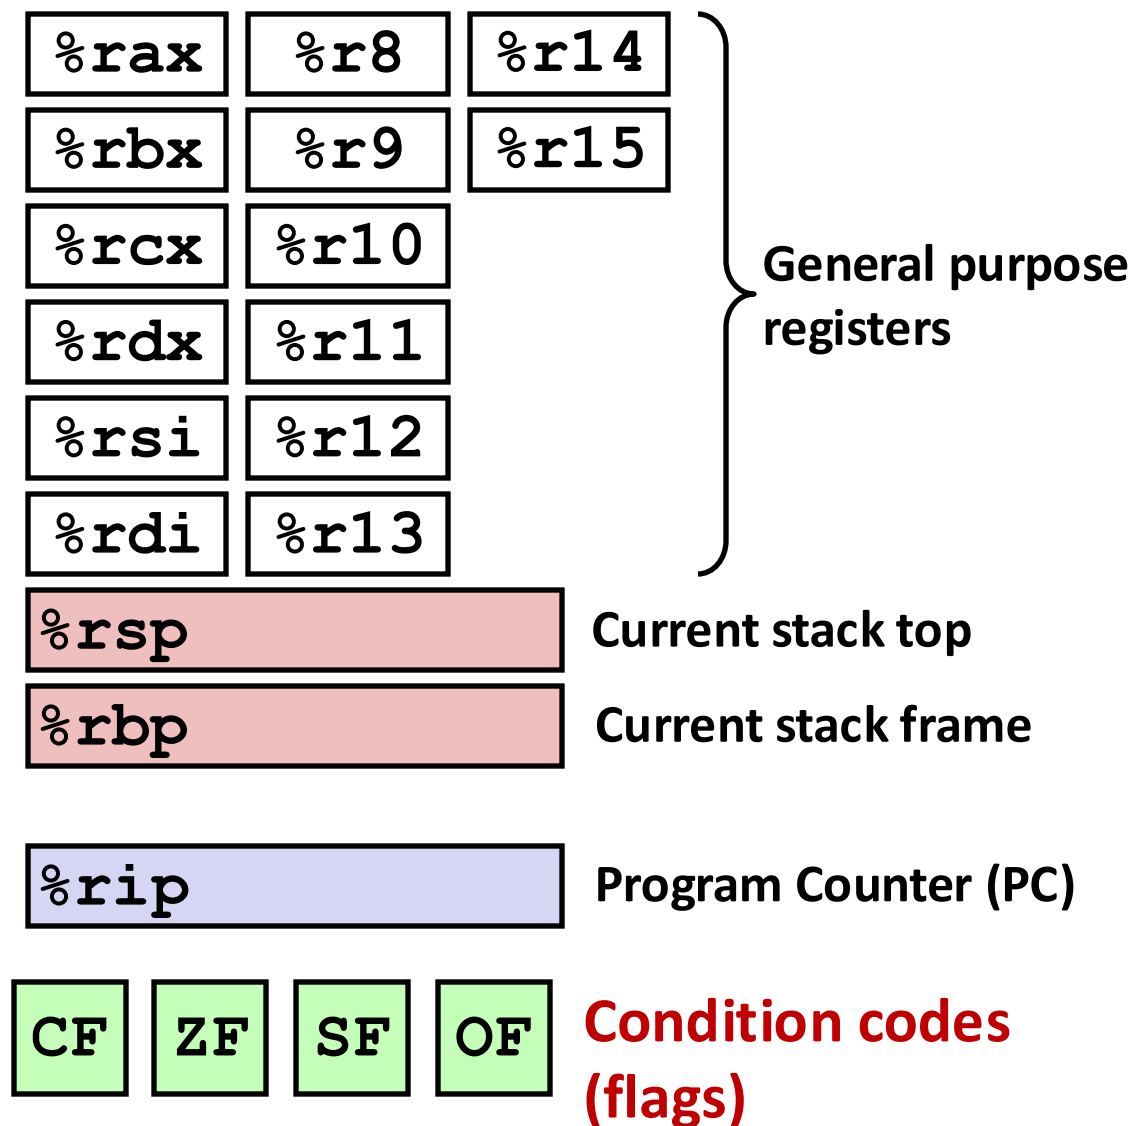 %rax %r8 %r14
%rbx %r9 %r15
%rcx %r10
%rdx %r11
%rsi %r12
%rdi %r13
General purpose
registers
%rsp Current stack top
%rbp Current stack frame
%rip Program Counter (PC)
CF ZF SF OF Condition codes
(flags)